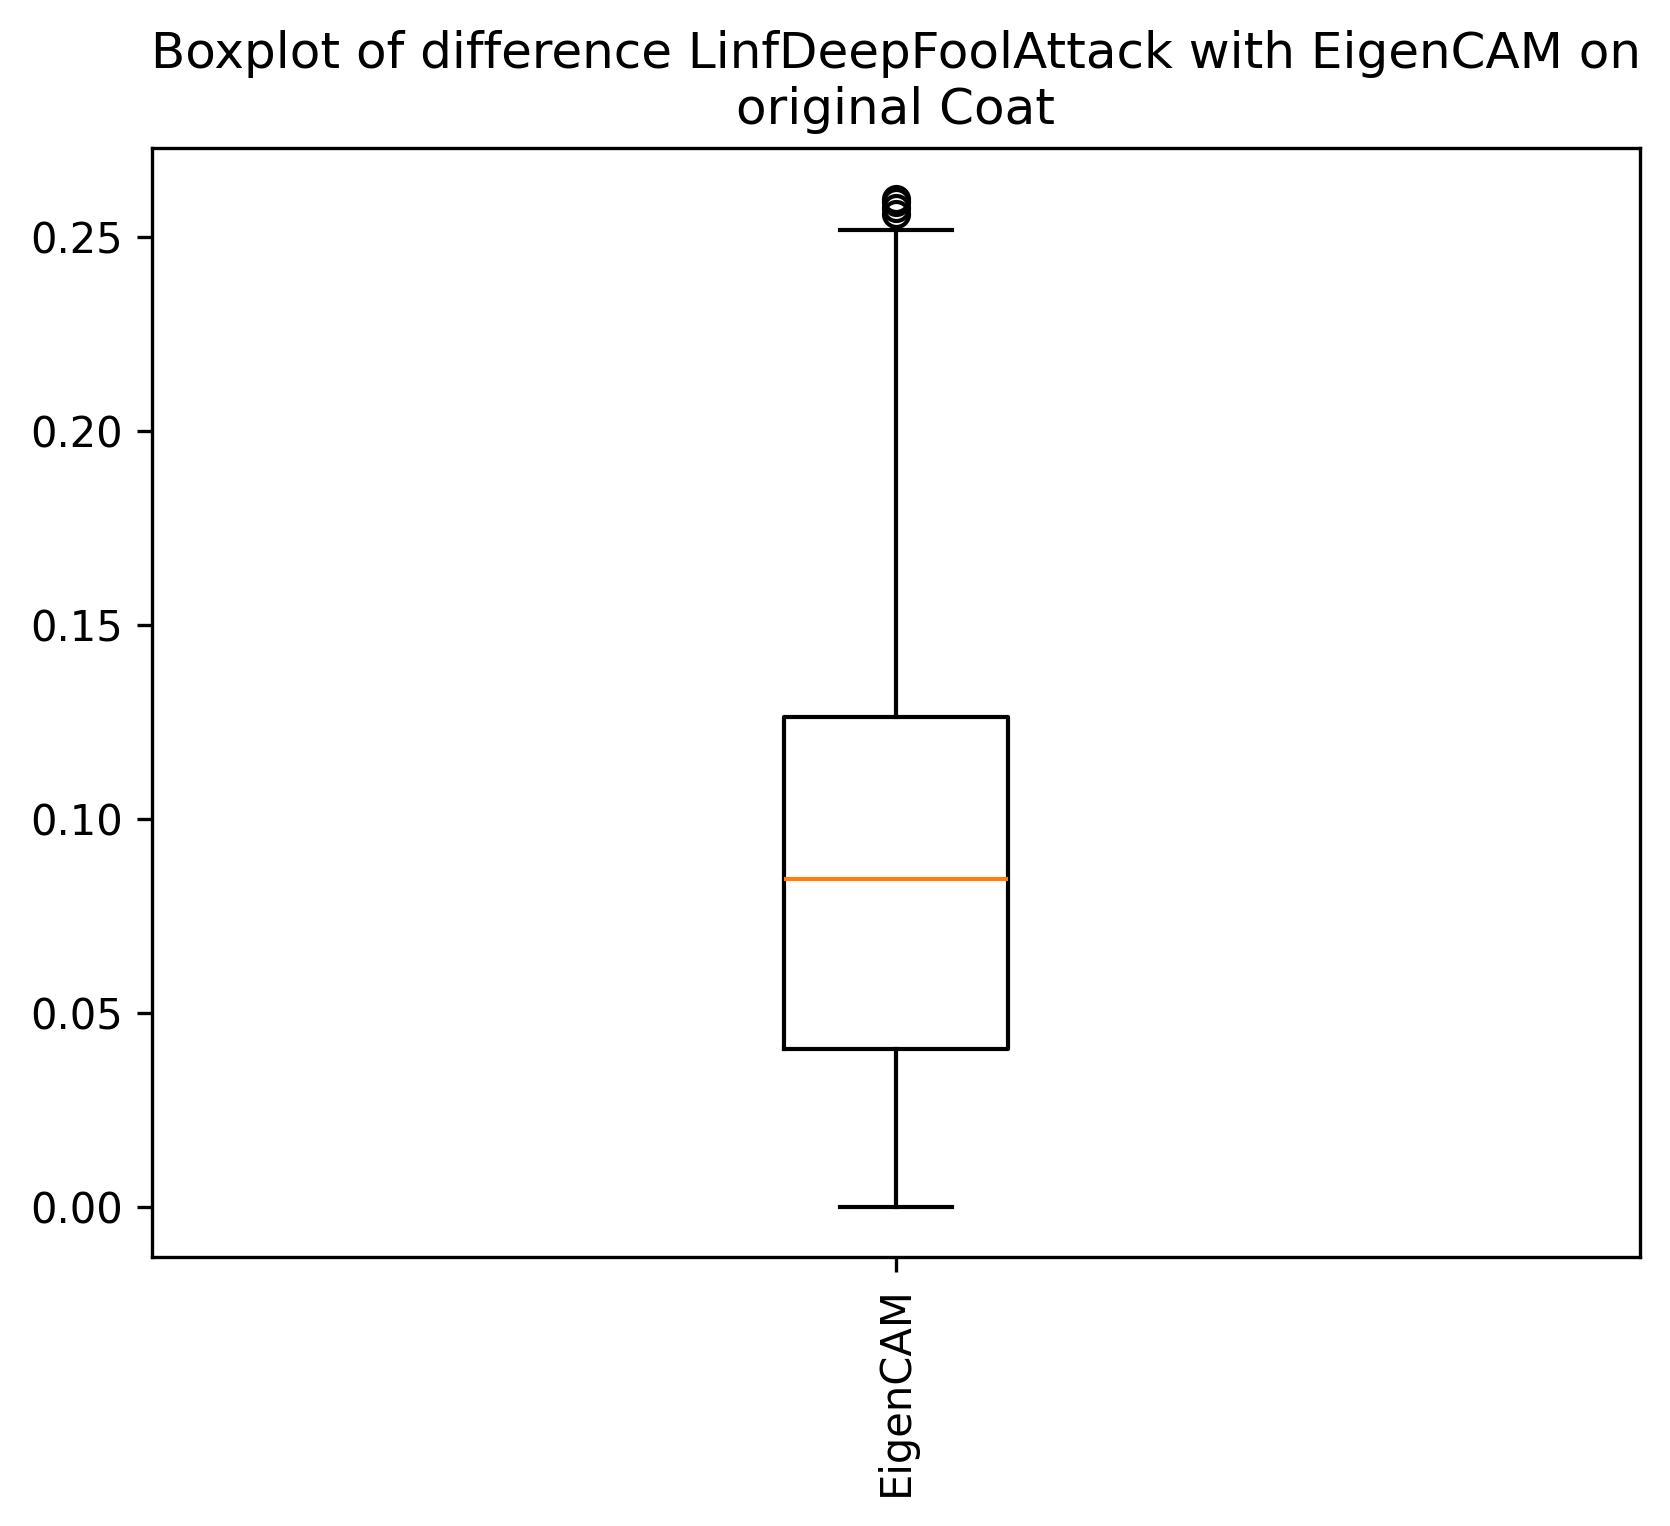 Boxplot of difference LinfDeepFoolAttack with EigenCAM on
original Coat
0.25
0.20
0.15
0.10
0.05
0.00
EigenCAM